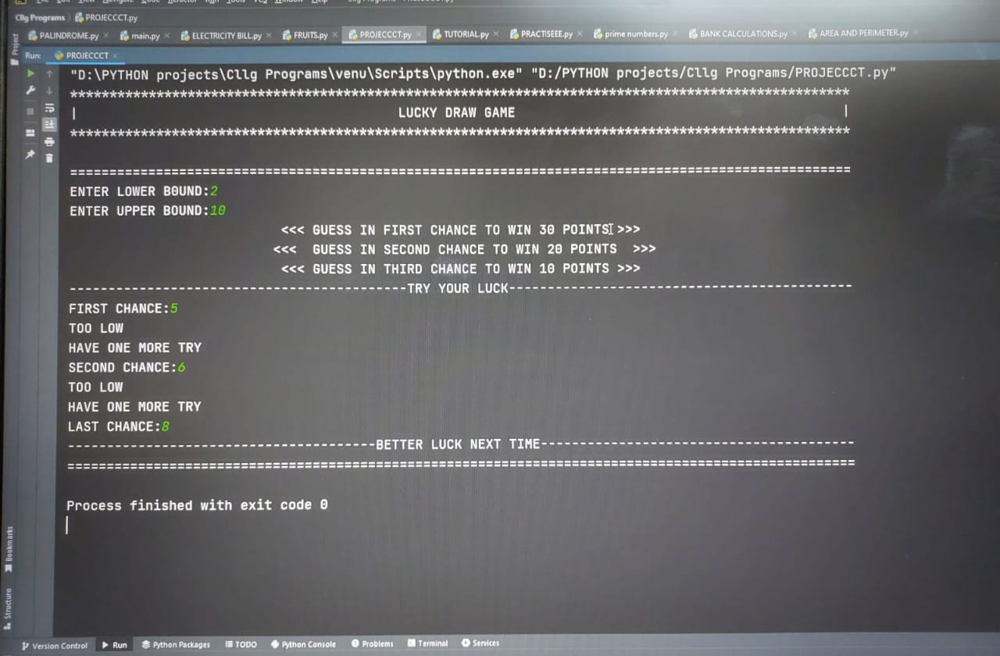 Cllg Programs PROJECCCT.py
PALINDROME.py main.py ELECTRICITY BILL.py FRUITS.py PROJECCCT.py TUTORIAL.py PRACTISEEE.py prime numbers.py BANK CALCULATIONS.py AREA AND PERIMETER.py
Project
Run: PROJECCCT
"D:\PYTHON projects\Cllg Programs\venu\Scripts\python.exe" "D:/PYTHON projects/Cllg Programs/PROJECCCT.py"
****************************************************************************************************
| LUCKY DRAW GAME |
****************************************************************************************************
====================================================================================================
ENTER LOWER BOUND:2
ENTER UPPER BOUND:10
<<< GUESS IN FIRST CHANCE TO WIN 30 POINTS >>>
<<< GUESS IN SECOND CHANCE TO WIN 20 POINTS >>>
<<< GUESS IN THIRD CHANCE TO WIN 10 POINTS >>>
-------------------------------------------TRY YOUR LUCK--------------------------------------------
FIRST CHANCE:5
TOO LOW
HAVE ONE MORE TRY
SECOND CHANCE:6
TOO LOW
HAVE ONE MORE TRY
LAST CHANCE:8
---------------------------------------BETTER LUCK NEXT TIME----------------------------------------
====================================================================================================
Process finished with exit code 0
Bookmarks
Structure
Version Control Run Python Packages TODO Python Console Problems Terminal Services